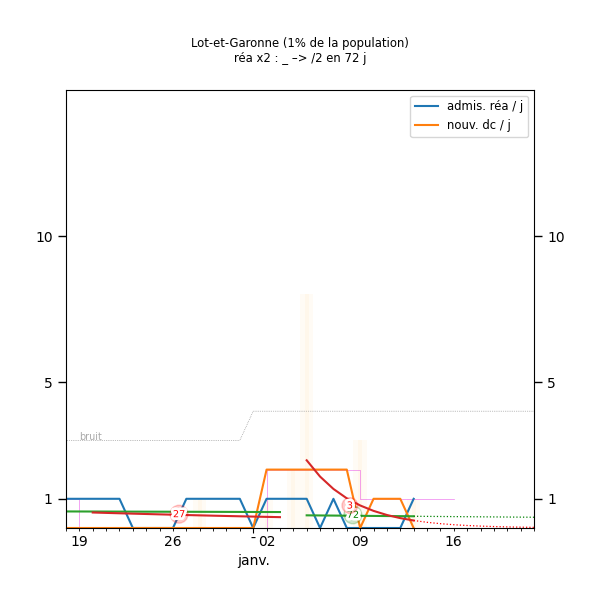 Lot-et-Garonne (1% de la population)
réa x2 : _ –> /2 en 72 j
admis. réa / j
nouv. dc / j
10
10
5
5
bruit
1
1
27
3
72
19
26
- 02
09
16
janv.